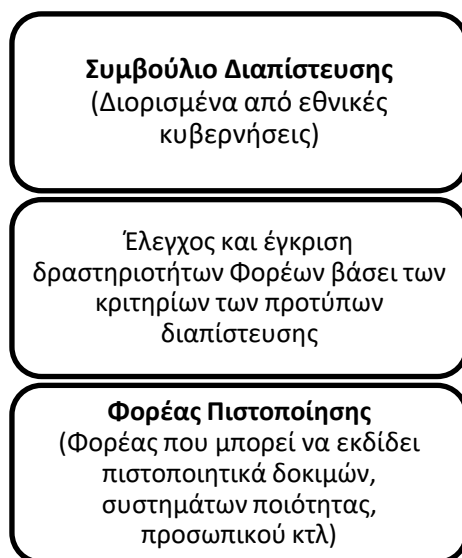 Συμβούλιο Διαπίστευσης
(Διορισμένα από εθνικές
κυβερνήσεις)
Έλεγχος και έγκριση
δραστηριοτήτων Φορέων βάσει των
κριτηρίων των προτύπων
διαπίστευσης
Φορέας Πιστοποίησης
(Φορέας που μπορεί να εκδίδει
πιστοποιητικά δοκιμών,
συστημάτων ποιότητας,
προσωπικού κτλ)